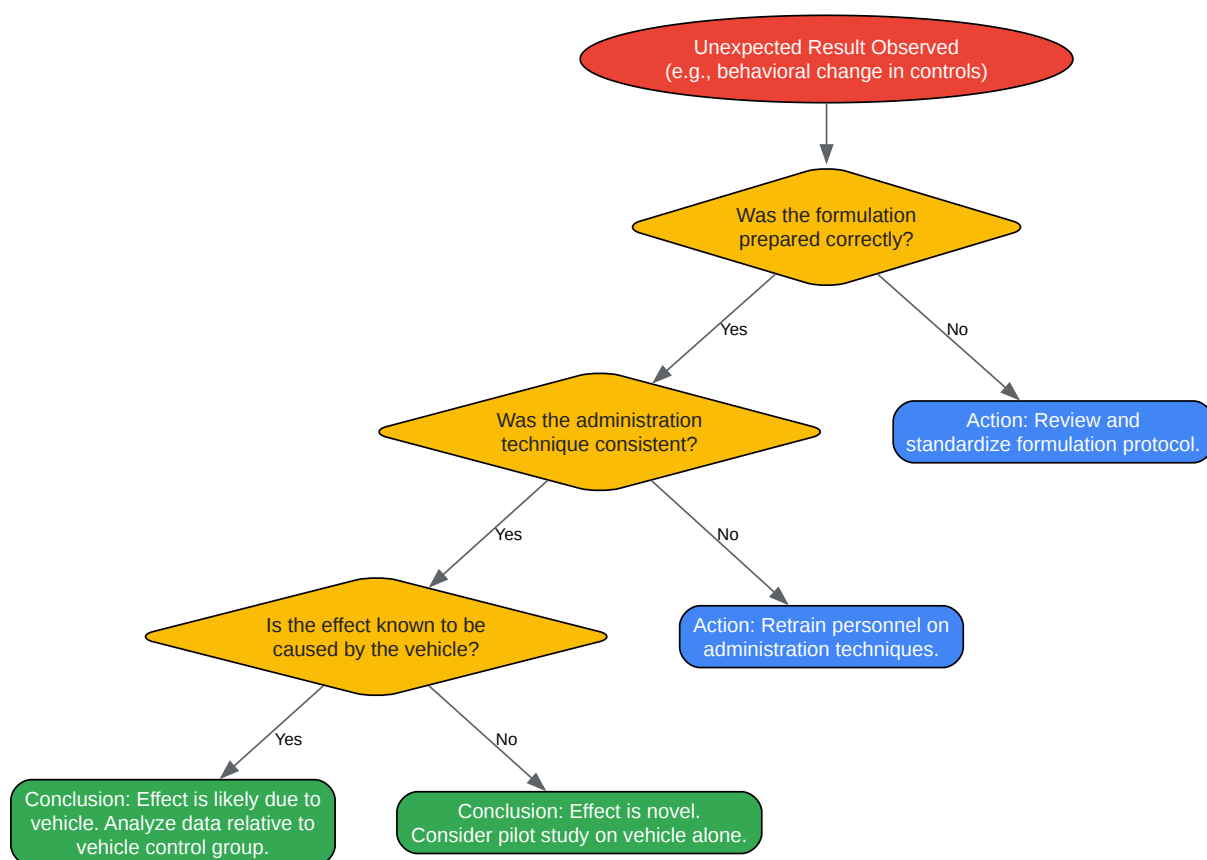 Unexpected Result Observed
(e.g., behavioral change in controls)
Was the formulation
prepared correctly?
Yes
No
Was the administration
technique consistent?
Action: Review and
standardize formulation protocol.
Yes
No
Is the effect known to be
caused by the vehicle?
Action: Retrain personnel on
administration techniques.
Yes
No
Conclusion: Effect is likely due to
vehicle. Analyze data relative to
vehicle control group.
Conclusion: Effect is novel.
Consider pilot study on vehicle alone.